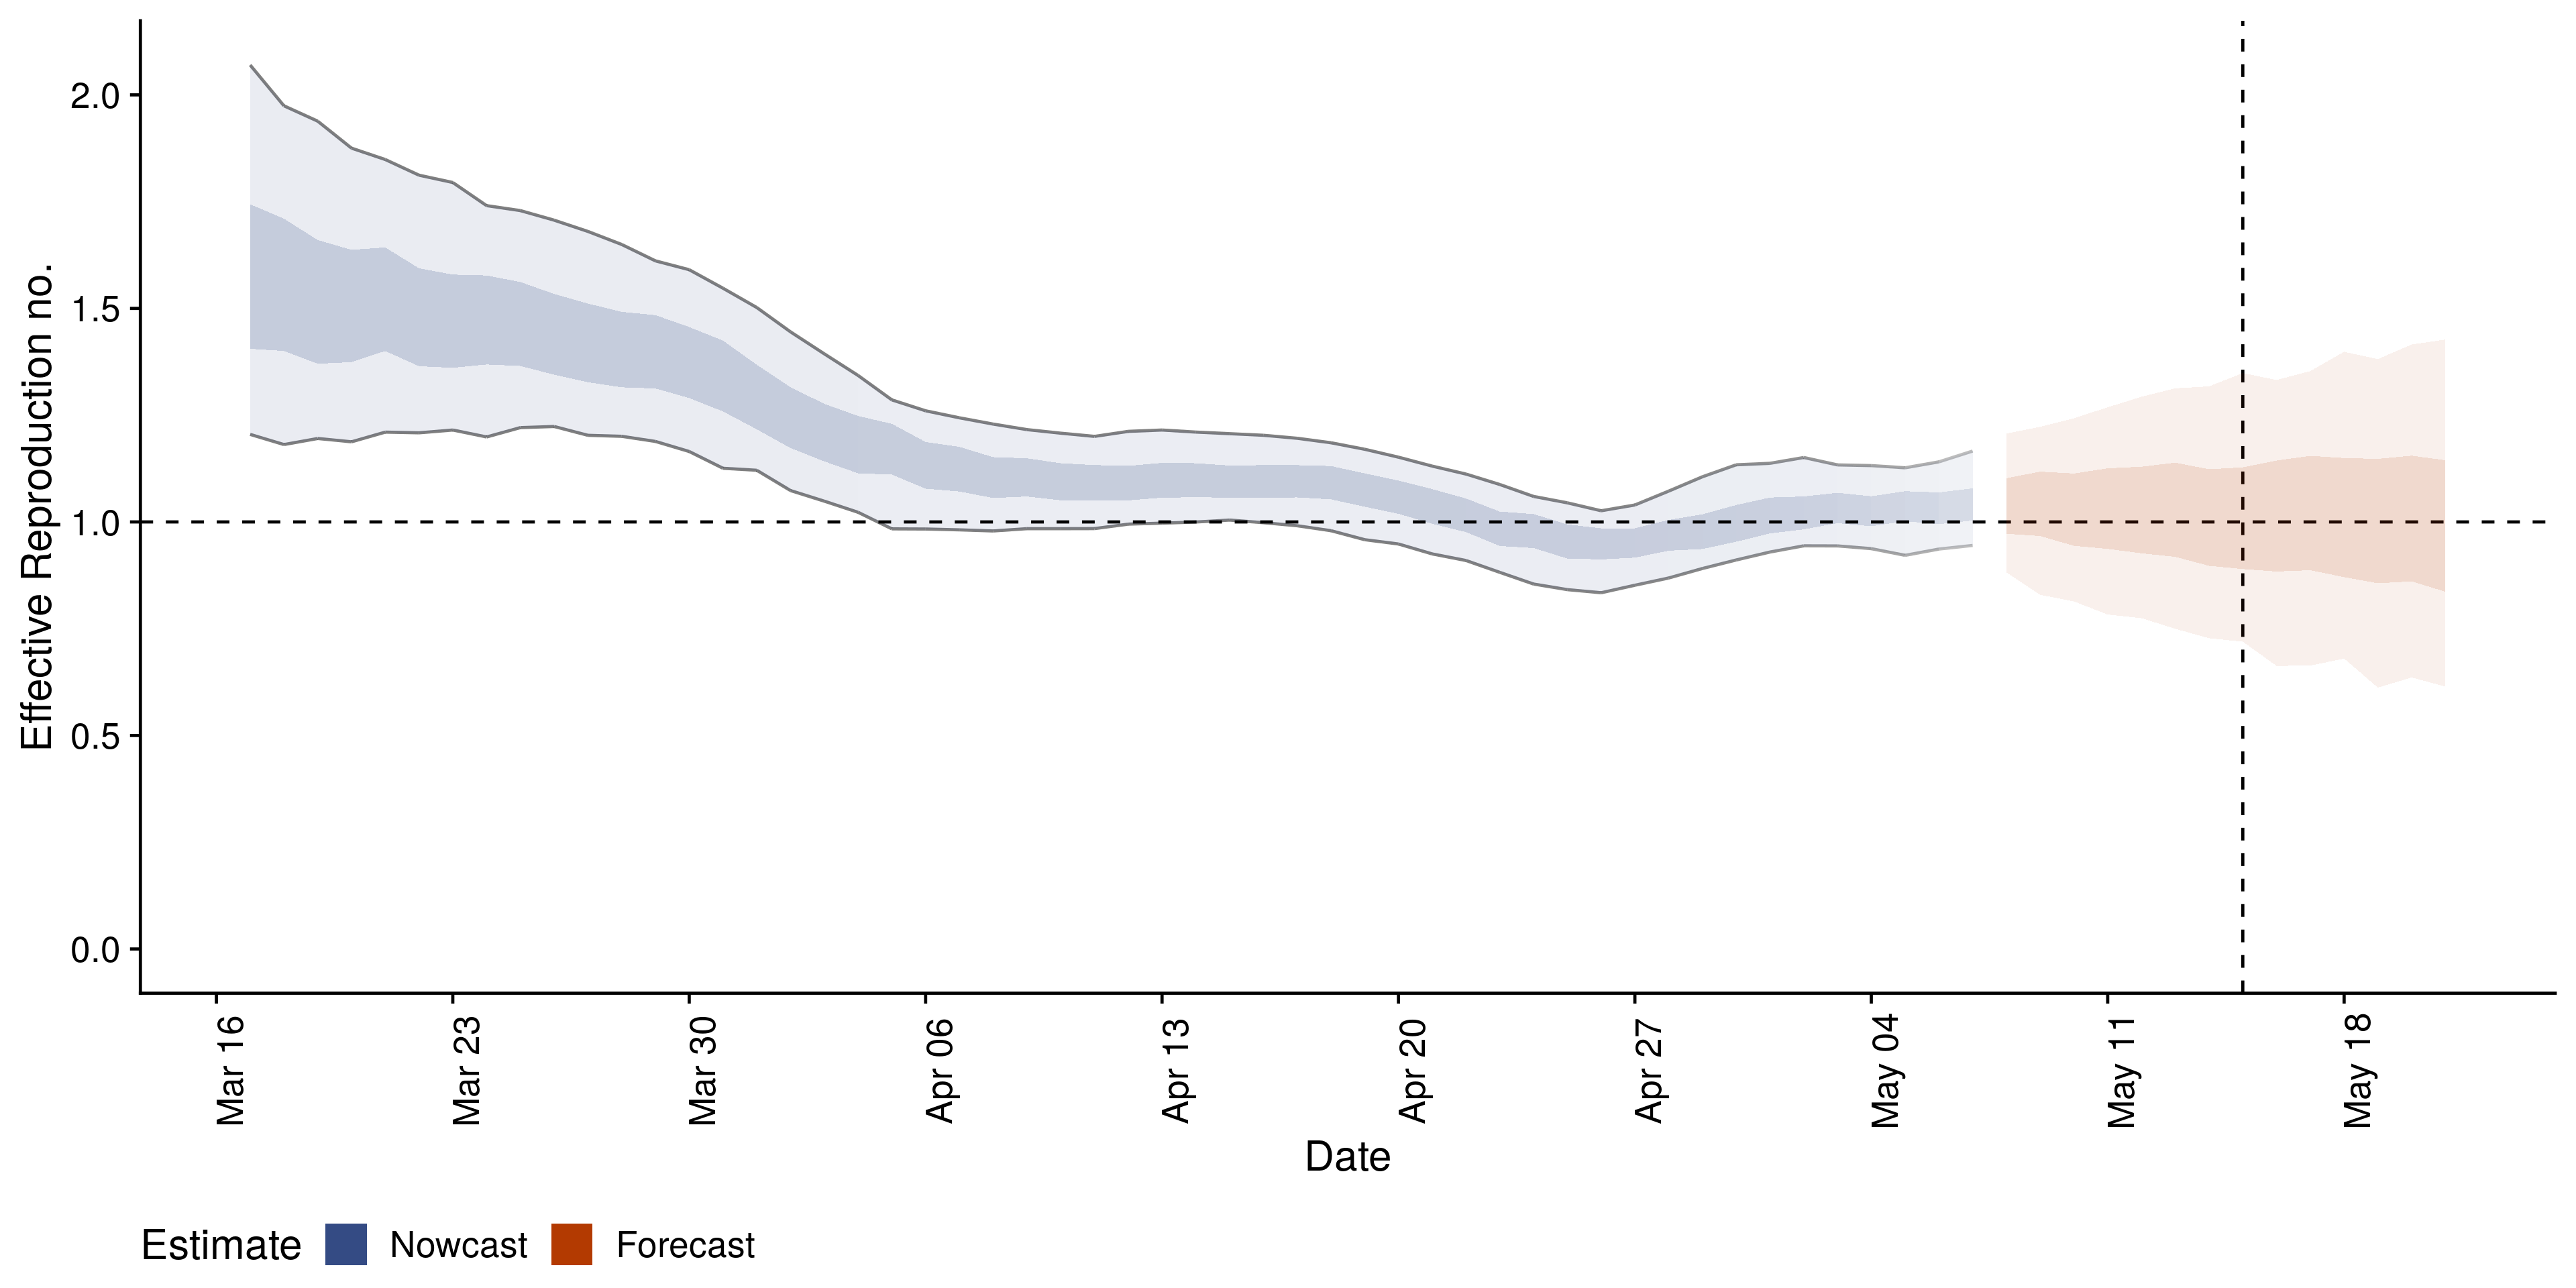 Effective Reproduction no.
2.0
1.5
1.0
0.5
0.0
Mar 16
Mar 23
Mar 30
Apr 06
Apr 13
Apr 20
Apr 27
May 04
May 11
May 18
Date
Estimate Nowcast Forecast